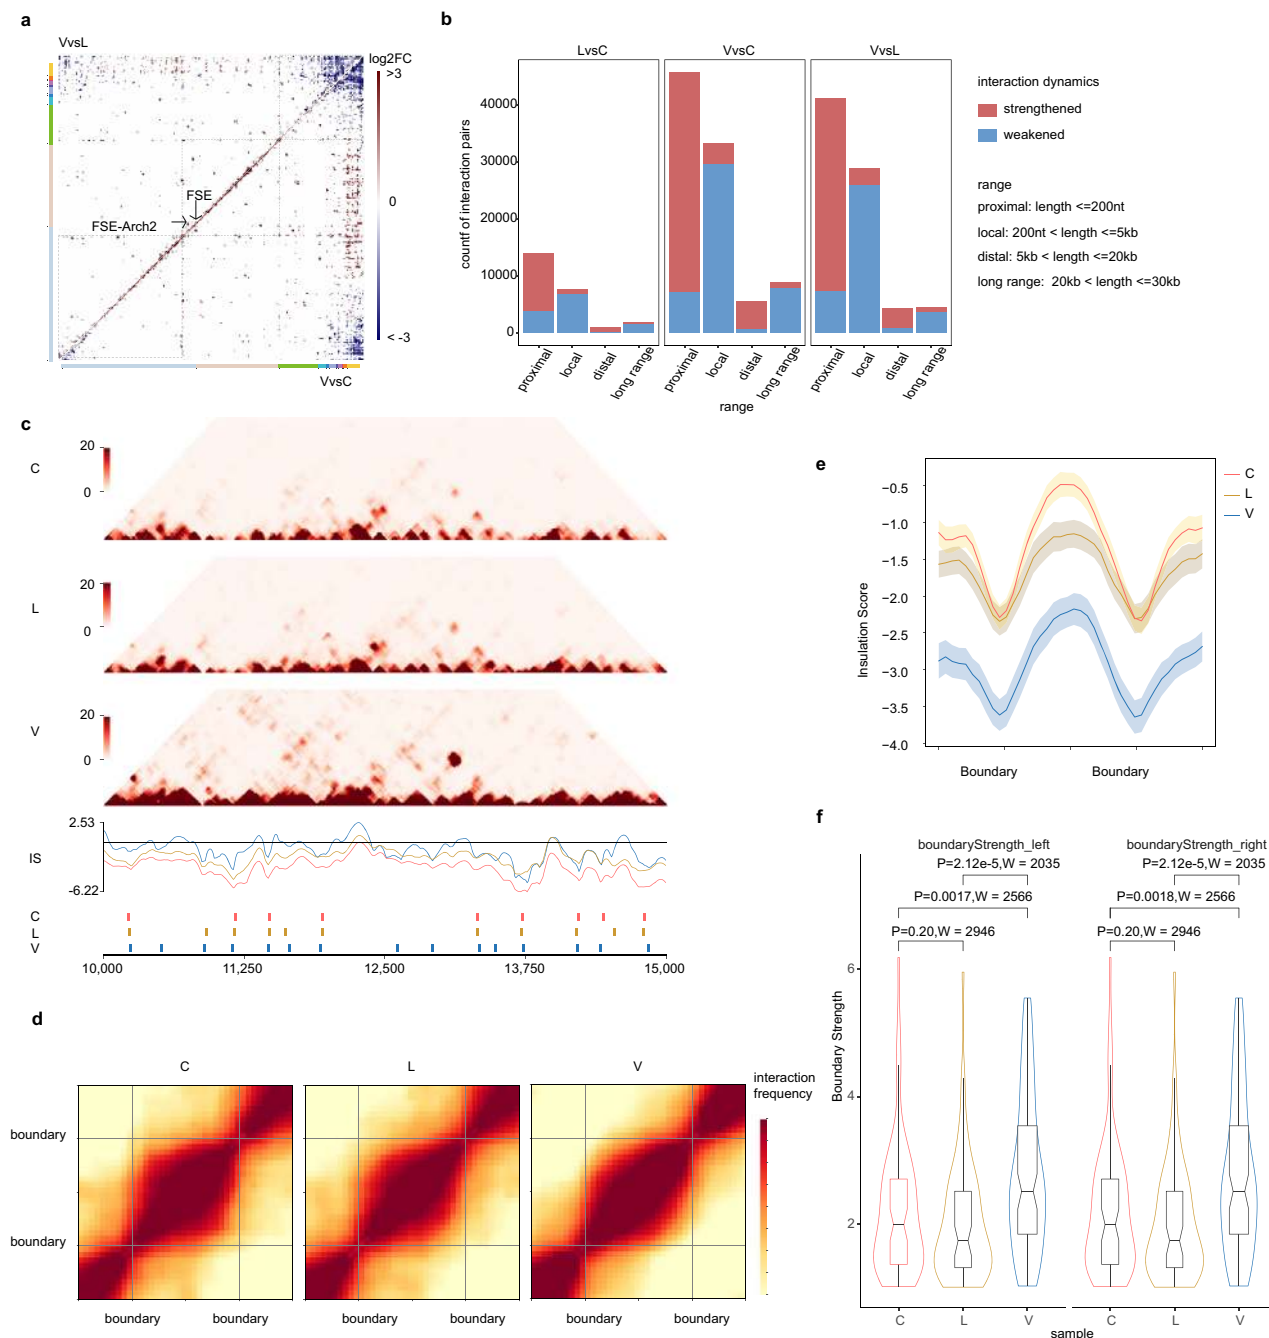 a
VvsL
log2FC
>3
0
< -3
FSE
FSE-Arch2
VvsC
b
LvsC
VvsC
VvsL
countf of interaction pairs
40000
30000
20000
10000
0
proximal
local
distal
long range
proximal
local
distal
long range
proximal
local
distal
long range
range
interaction dynamics
strengthened
weakened
range
proximal: length <=200nt
local: 200nt < length <=5kb
distal: 5kb < length <=20kb
long range: 20kb < length <=30kb
c
C
20
0
L
20
0
V
20
0
IS
2.53
-6.22
C
L
V
10,000
11,250
12,500
13,750
15,000
d
C
L
V
boundary
boundary
boundary
boundary
boundary
boundary
boundary
boundary
interaction
frequency
e
Insulation Score
−0.5
−1.0
−1.5
−2.0
−2.5
−3.0
−3.5
−4.0
Boundary
Boundary
C
L
V
f
boundaryStrength_left
P=2.12e-5,W = 2035
P=0.0017,W = 2566
P=0.20,W = 2946
boundaryStrength_right
P=2.12e-5,W = 2035
P=0.0018,W = 2566
P=0.20,W = 2946
Boundary Strength
6
4
2
C
L
V
C
L
V
sample